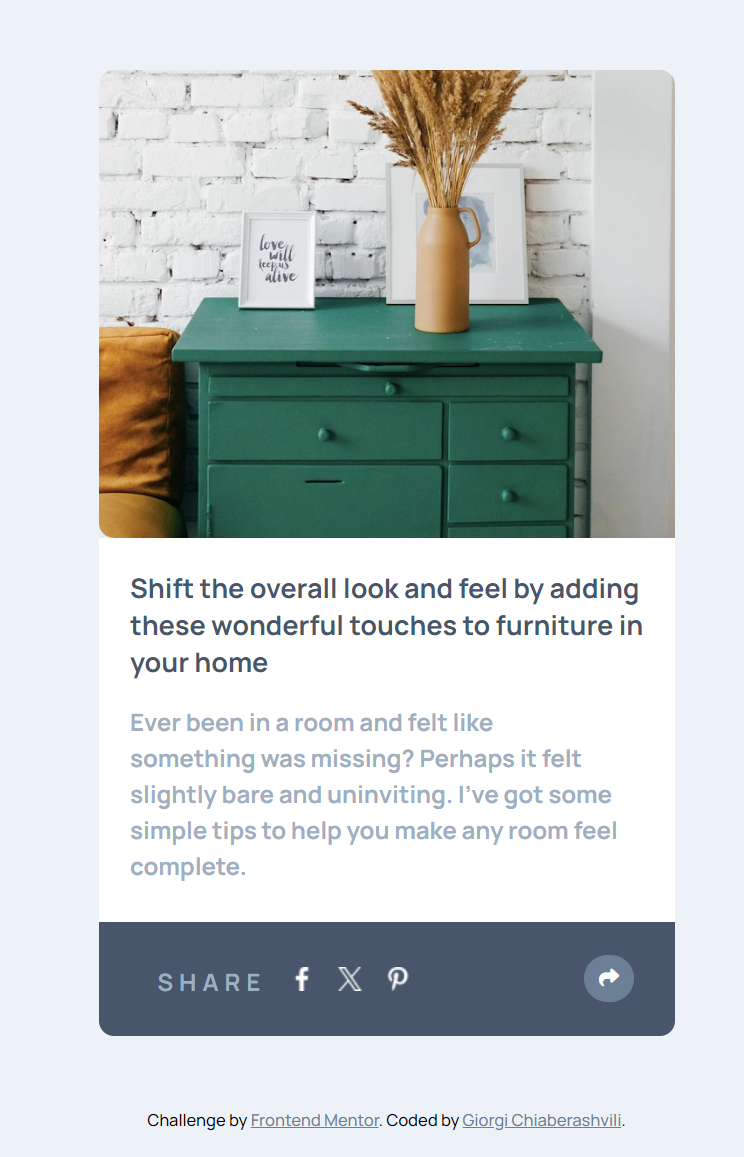 love
will
keep us
alive
Shift the overall look and feel by adding
these wonderful touches to furniture in
your home
Ever been in a room and felt like
something was missing? Perhaps it felt
slightly bare and uninviting. I’ve got some
simple tips to help you make any room feel
complete.
SHARE
Challenge by Frontend Mentor. Coded by Giorgi Chiaberashvili.